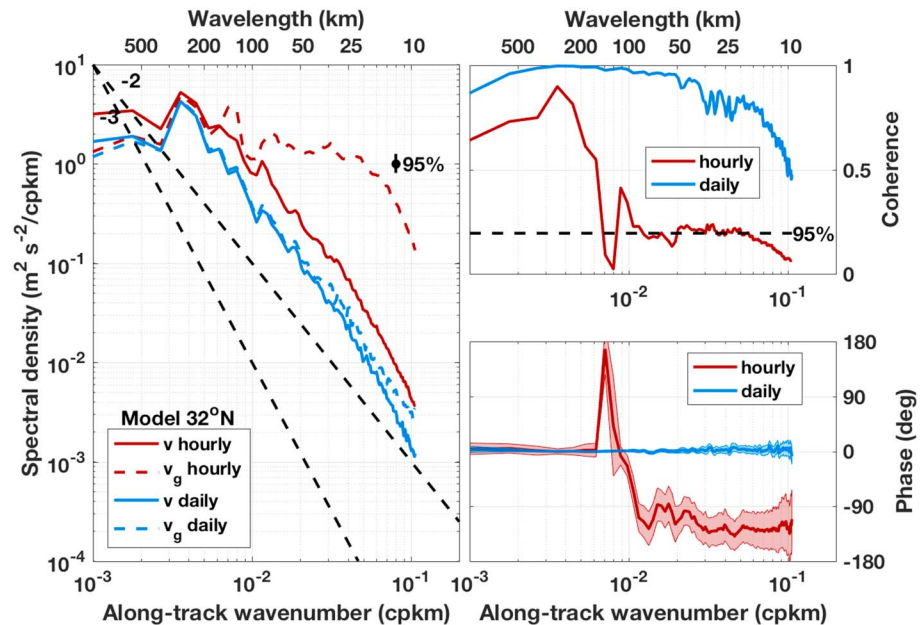 Wavelength (km)
500 200 100 50 25 10
10^1
10^0
10^-1
10^-2
10^-3
10^-4
Spectral density (m^2 s^-2/cpkm)
-2
-3
95%
Model 32°N
v hourly
v_g hourly
v daily
v_g daily
10^-3 10^-2 10^-1
Along-track wavenumber (cpkm)
Wavelength (km)
500 200 100 50 25 10
1
0.5
0
Coherence
hourly
daily
95%
10^-2 10^-1
180
90
0
-90
-180
Phase (deg)
hourly
daily
10^-3 10^-2 10^-1
Along-track wavenumber (cpkm)